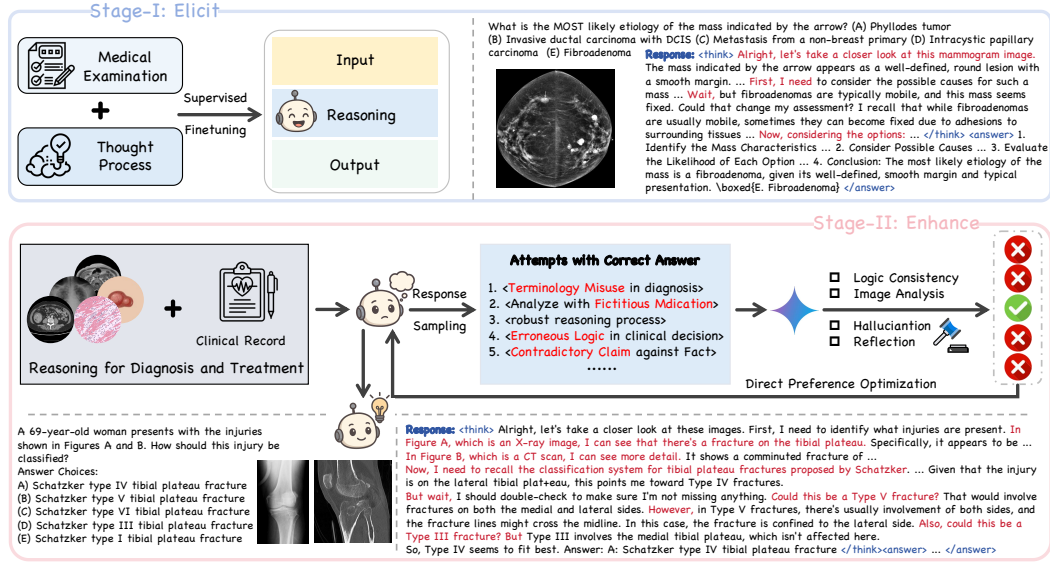 Stage-I: Elicit
Medical
Examination
+
Thought
Process
Supervised
Finetuning
Input
Reasoning
Output
What is the MOST likely etiology of the mass indicated by the arrow? (A) Phyllodes tumor
(B) Invasive ductal carcinoma with DCIS (C) Metastasis from a non-breast primary (D) Intracystic papillary
carcinoma (E) Fibroadenoma
Response: <think> Alright, let's take a closer look at this mammogram image.
The mass indicated by the arrow appears as a well-defined, round lesion with
a smooth margin. ... First, I need to consider the possible causes for such a
mass ... Wait, but fibroadenomas are typically mobile, and this mass seems
fixed. Could that change my assessment? I recall that while fibroadenomas
are usually mobile, sometimes they can become fixed due to adhesions to
surrounding tissues ... Now, considering the options: ... </think> <answer> 1.
Identify the Mass Characteristics ... 2. Consider Possible Causes ... 3. Evaluate
the Likelihood of Each Option ... 4. Conclusion: The most likely etiology of the
mass is a fibroadenoma, given its well-defined, smooth margin and typical
presentation. \boxed{E. Fibroadenoma} </answer>
Stage-II: Enhance
+
Clinical Record
Reasoning for Diagnosis and Treatment
Response
Sampling
Attempts with Correct Answer
1. <Terminology Misuse in diagnosis>
2. <Analyze with Fictitious Mdication>
3. <robust reasoning process>
4. <Erroneous Logic in clinical decision>
5. <Contradictory Claim against Fact>
......
Logic Consistency
Image Analysis
Halluciantion
Reflection
Direct Preference Optimization
A 69-year-old woman presents with the injuries
shown in Figures A and B. How should this injury be
classified?
Answer Choices:
A) Schatzker type IV tibial plateau fracture
(B) Schatzker type V tibial plateau fracture
(C) Schatzker type VI tibial plateau fracture
(D) Schatzker type III tibial plateau fracture
(E) Schatzker type I tibial plateau fracture
Response: <think> Alright, let's take a closer look at these images. First, I need to identify what injuries are present. In
Figure A, which is an X-ray image, I can see that there's a fracture on the tibial plateau. Specifically, it appears to be ...
In Figure B, which is a CT scan, I can see more detail. It shows a comminuted fracture of ...
Now, I need to recall the classification system for tibial plateau fractures proposed by Schatzker. ... Given that the injury
is on the lateral tibial plat+eau, this points me toward Type IV fractures.
But wait, I should double-check to make sure I'm not missing anything. Could this be a Type V fracture? That would involve
fractures on both the medial and lateral sides. However, in Type V fractures, there's usually involvement of both sides, and
the fracture lines might cross the midline. In this case, the fracture is confined to the lateral side. Also, could this be a
Type III fracture? But Type III involves the medial tibial plateau, which isn't affected here.
So, Type IV seems to fit best. Answer: A: Schatzker type IV tibial plateau fracture </think><answer> ... </answer>